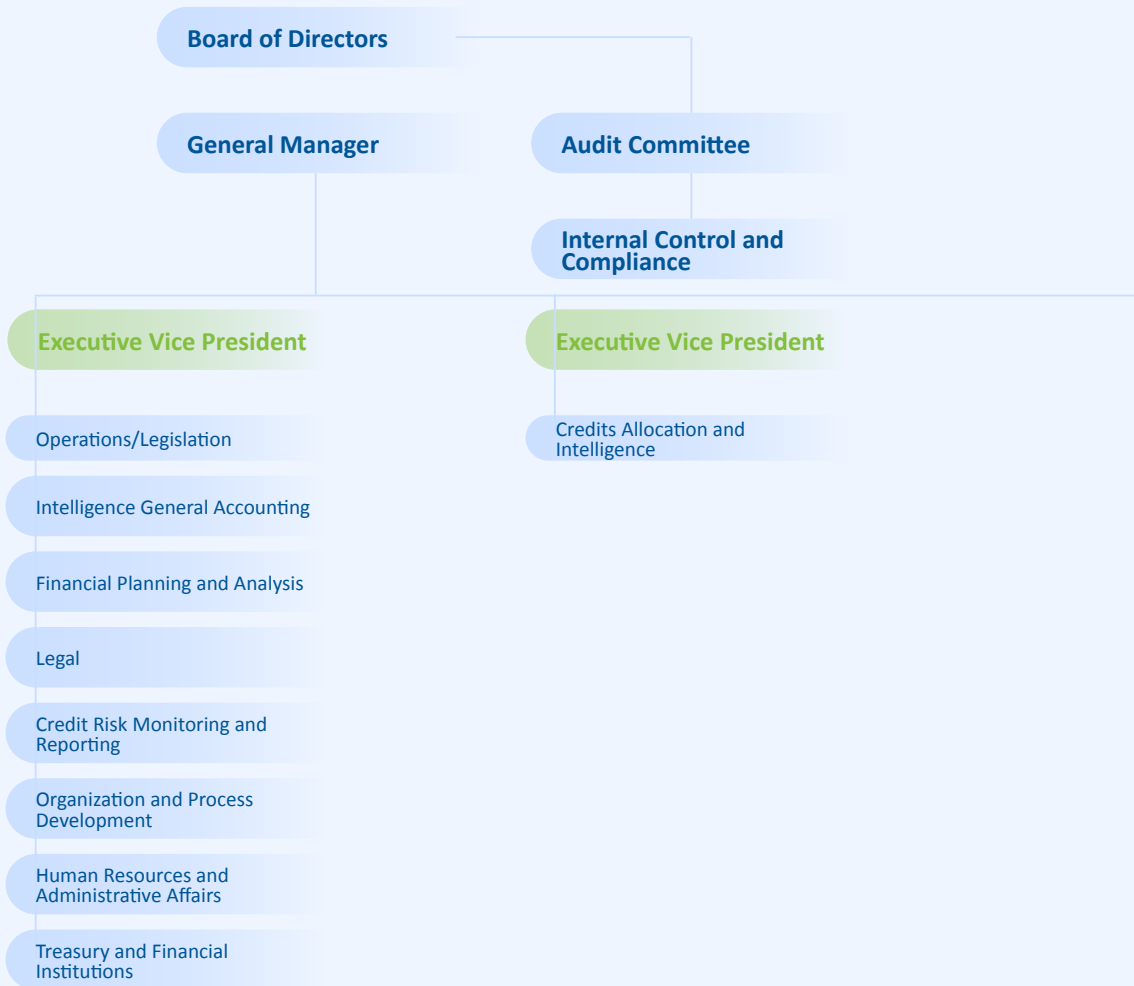 Board of Directors
General Manager
Audit Committee
Internal Control and
Compliance
Executive Vice President
Executive Vice President
Operations/Legislation
Credits Allocation and
Intelligence
Intelligence General Accounting
Financial Planning and Analysis
Legal
Credit Risk Monitoring and
Reporting
Organization and Process
Development
Human Resources and
Administrative Affairs
Treasury and Financial
Institutions